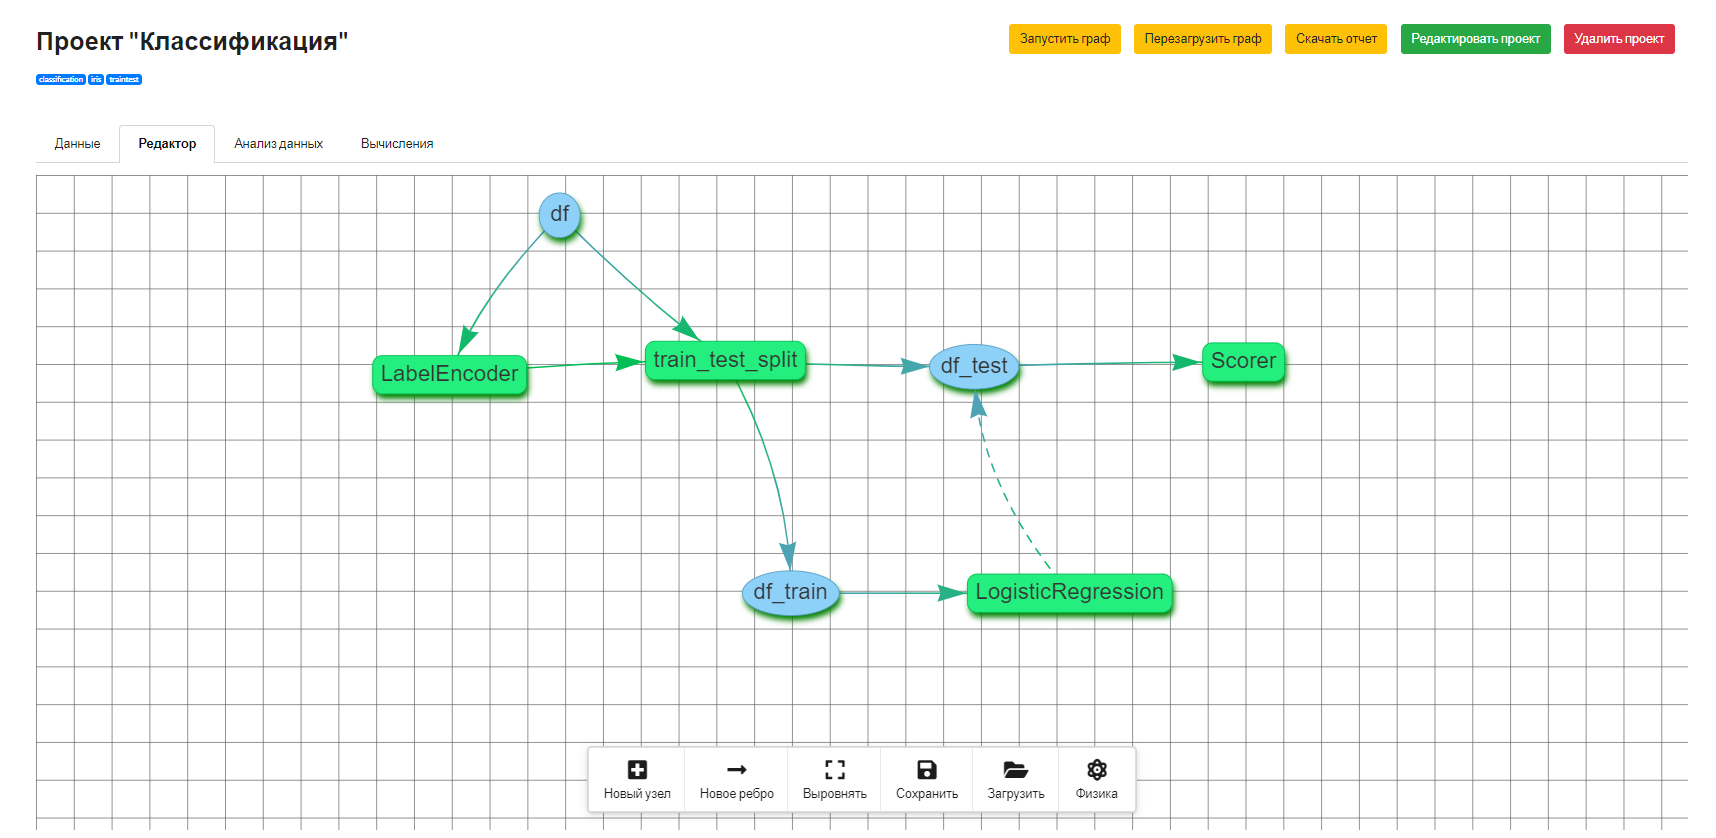 Проект "Классификация"
Запустить граф
Перезагрузить граф
Скачать отчет
Редактировать проект
Удалить проект
classification iris traintest
Данные
Редактор
Анализ данных
Вычисления
df
LabelEncoder
train_test_split
df_test
Scorer
df_train
LogisticRegression
Новый узел
Новое ребро
Выровнять
Сохранить
Загрузить
Физика